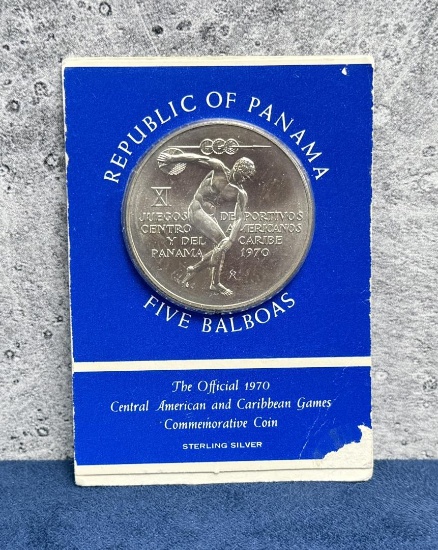 REPUBLIC OF PANAMA
XI
JUEGOS DEPORTIVOS
CENTRO AMERICANOS
Y DEL CARIBE
PANAMA 1970
FIVE BALBOAS
The Official 1970
Central American and Caribbean Games
Commemorative Coin
STERLING SILVER